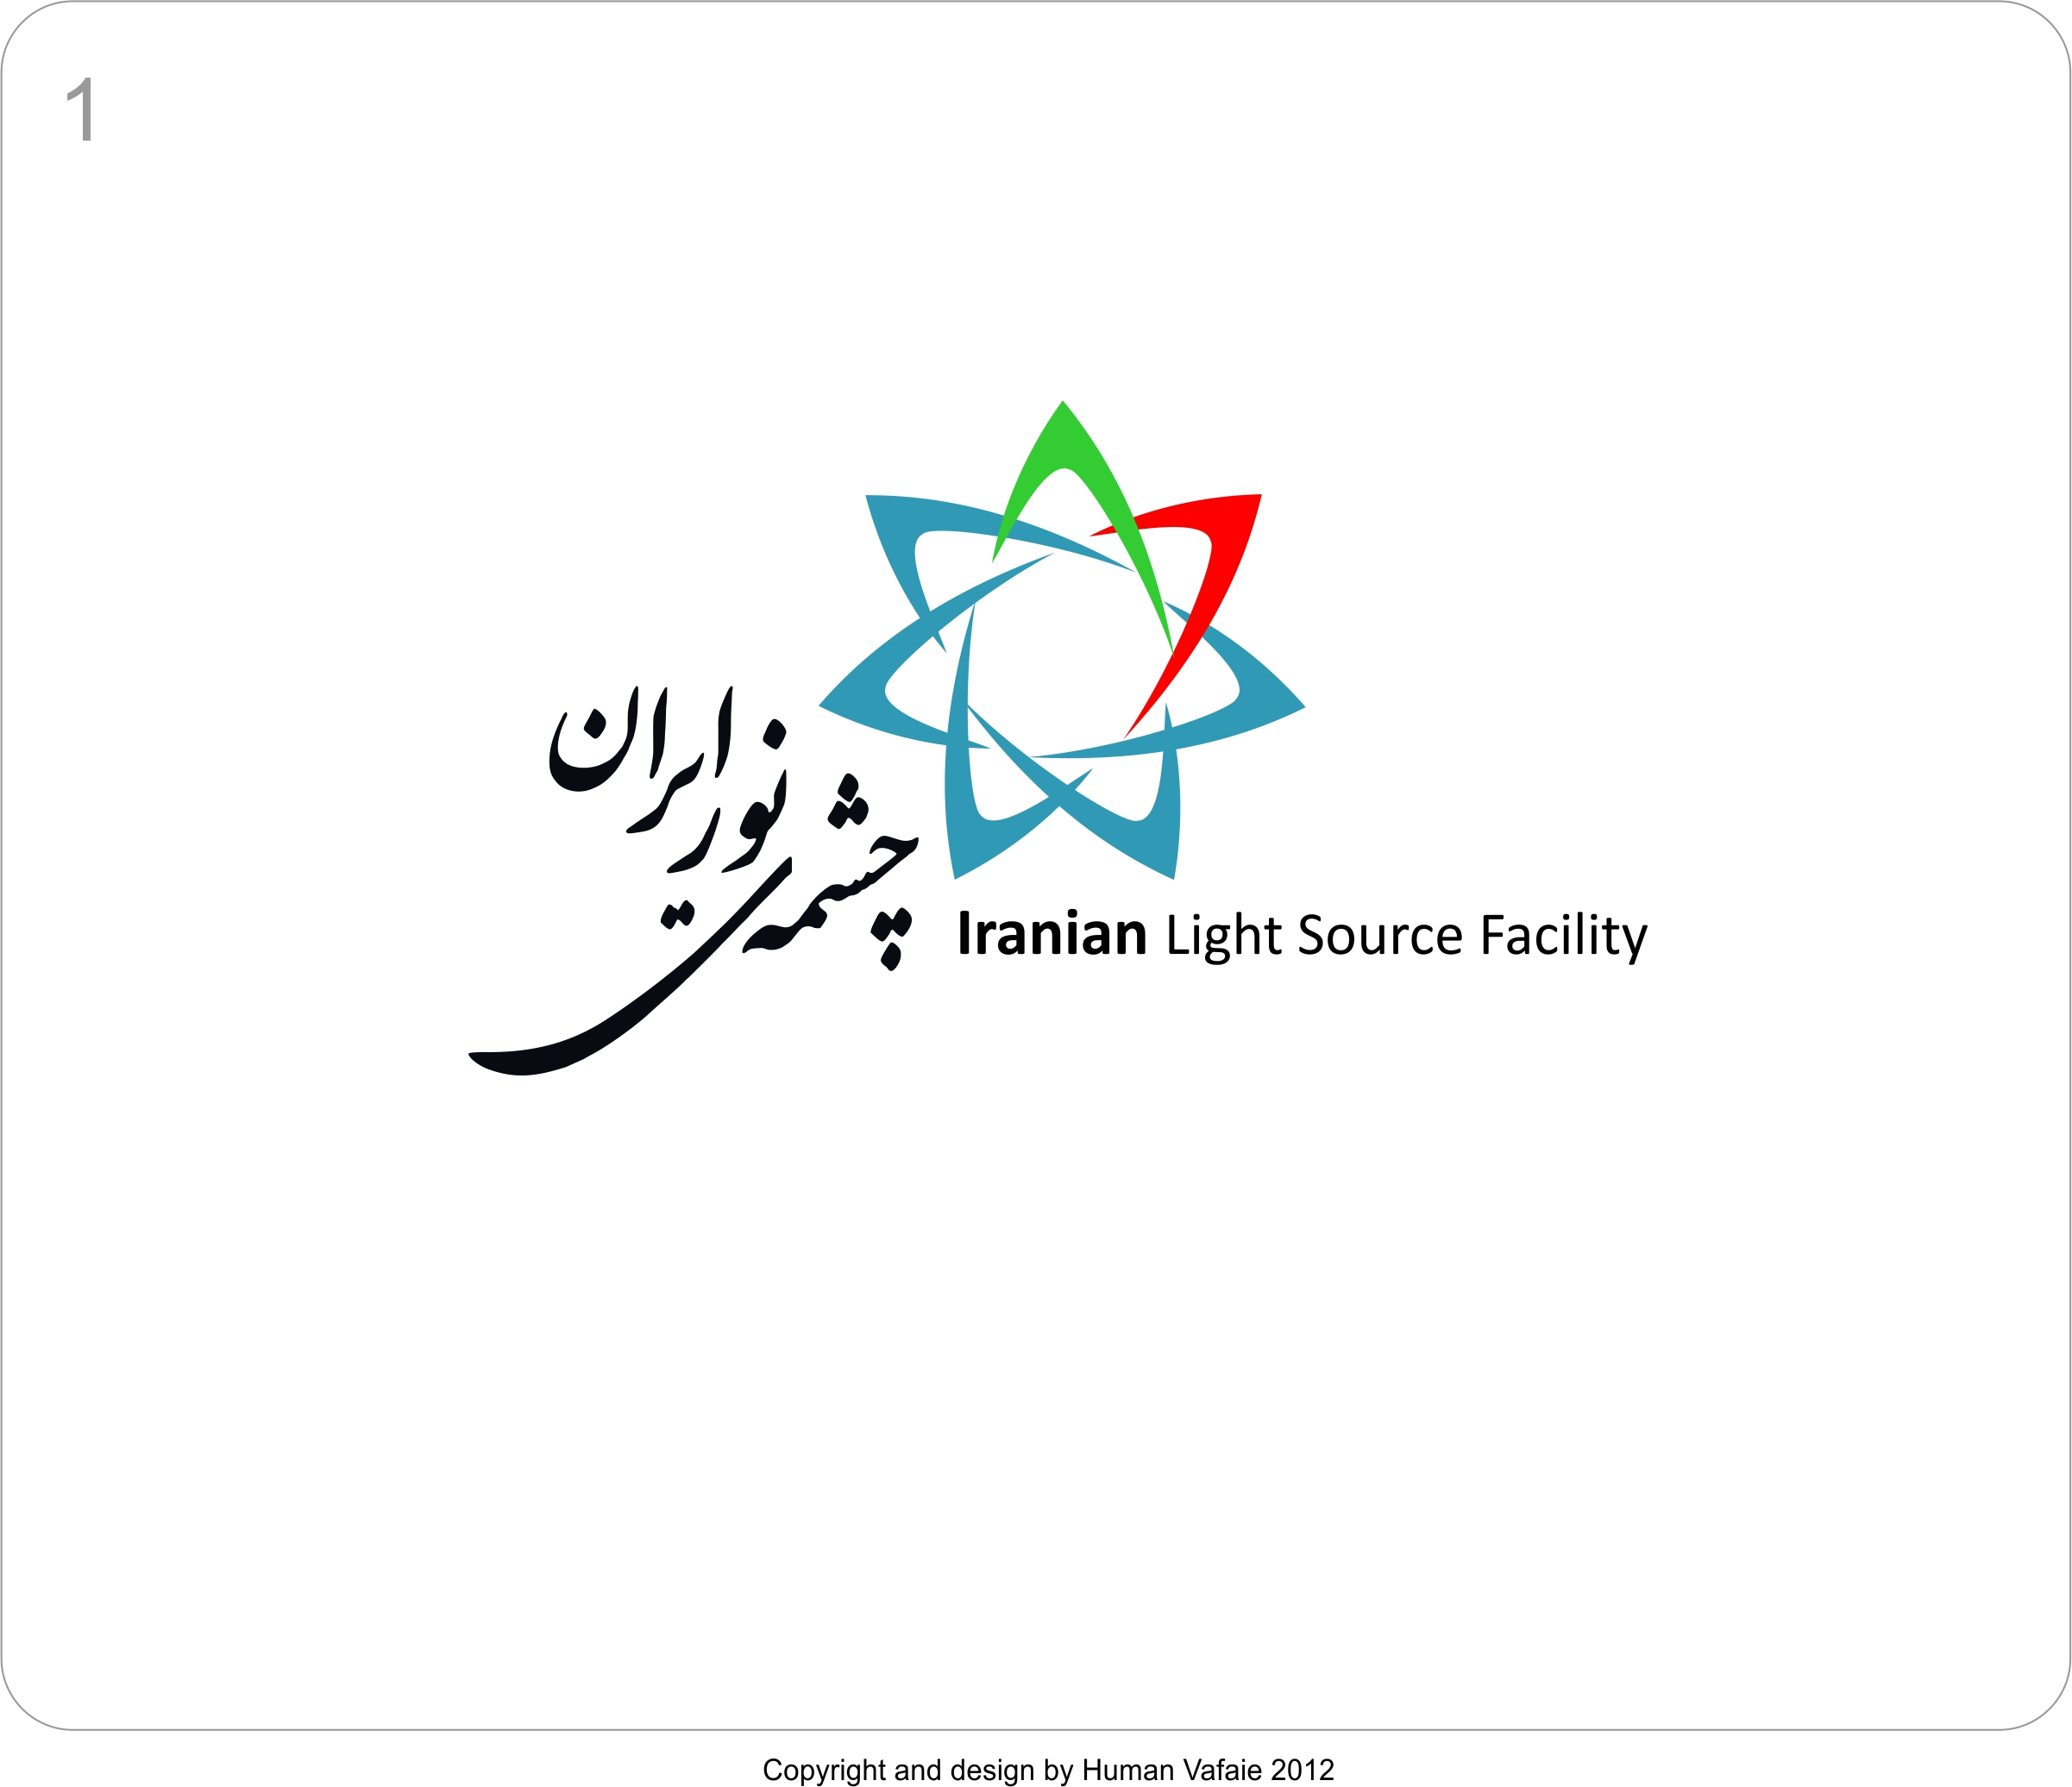 1
چشمه‌ی نور ایران
Iranian Light Source Facility
Copyright and design by Human Vafaie 2012